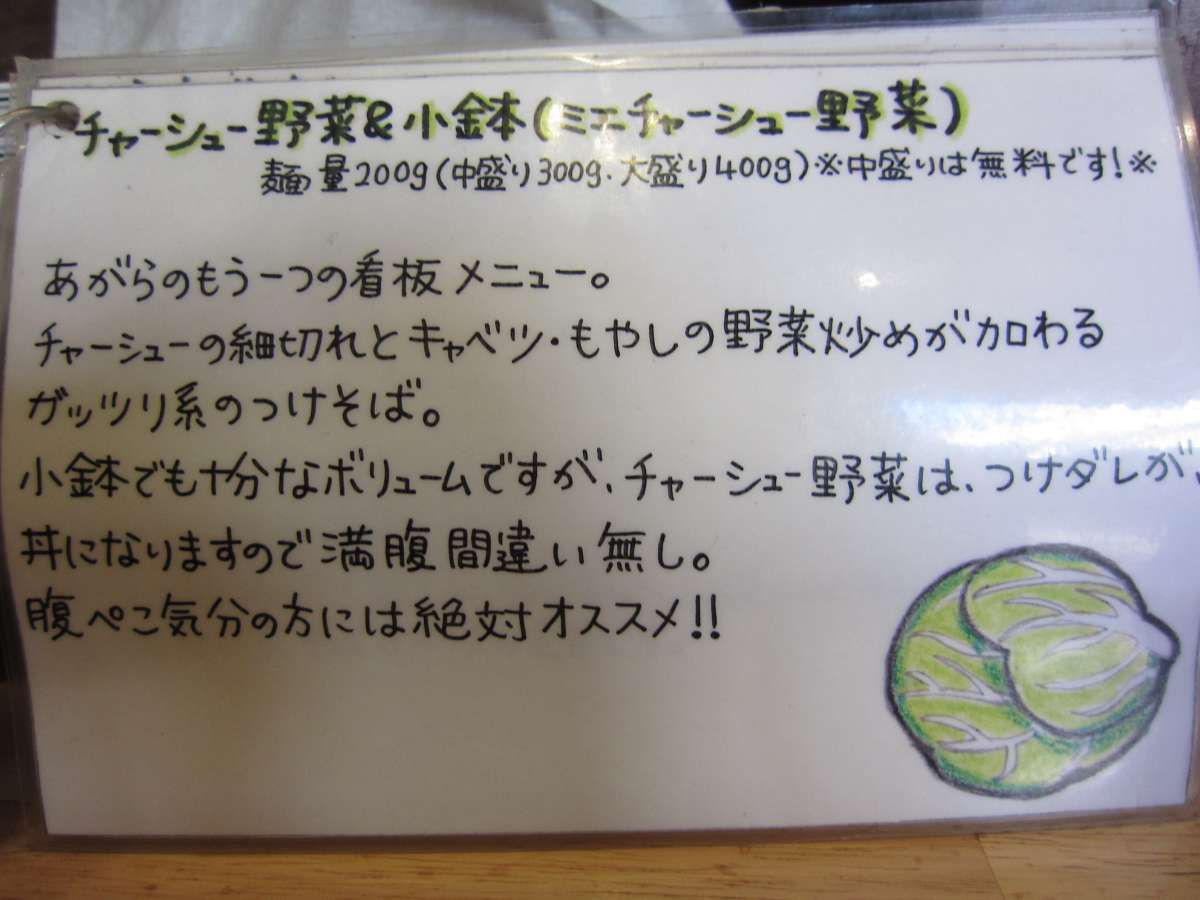 チャーシュー野菜&小鉢(ミニチャーシュー野菜)
麺量200g(中盛り300g、大盛り400g)※中盛りは無料です!※
あがらのもう一つの看板メニュー。
チャーシューの細切れとキャベツ・もやしの野菜炒めが加わる
ガッツリ系のつけそば。
小鉢でも十分なボリュームですが、チャーシュー野菜は、つけダレが、
丼になりますので満腹間違い無し。
腹ぺこ気分の方には絶対オススメ!!